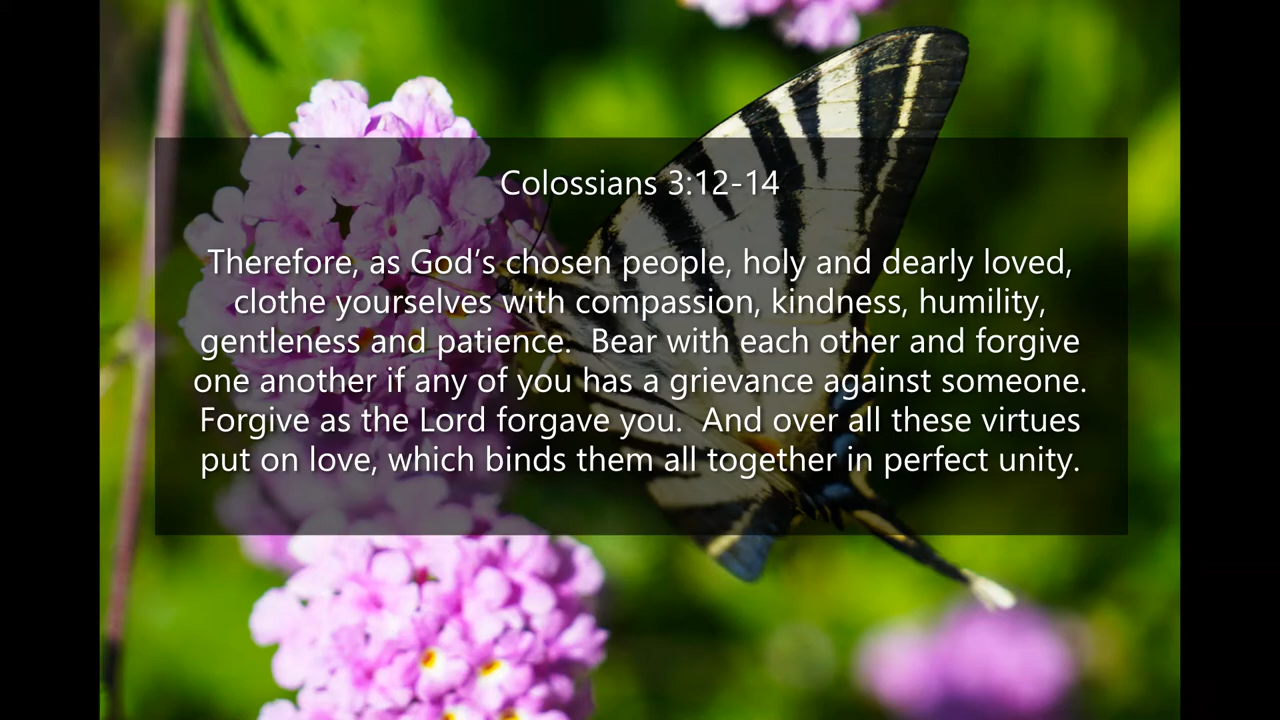 Colossians 3:12-14
Therefore, as God’s chosen people, holy and dearly loved,
clothe yourselves with compassion, kindness, humility,
gentleness and patience.  Bear with each other and forgive
one another if any of you has a grievance against someone.
Forgive as the Lord forgave you.  And over all these virtues
put on love, which binds them all together in perfect unity.